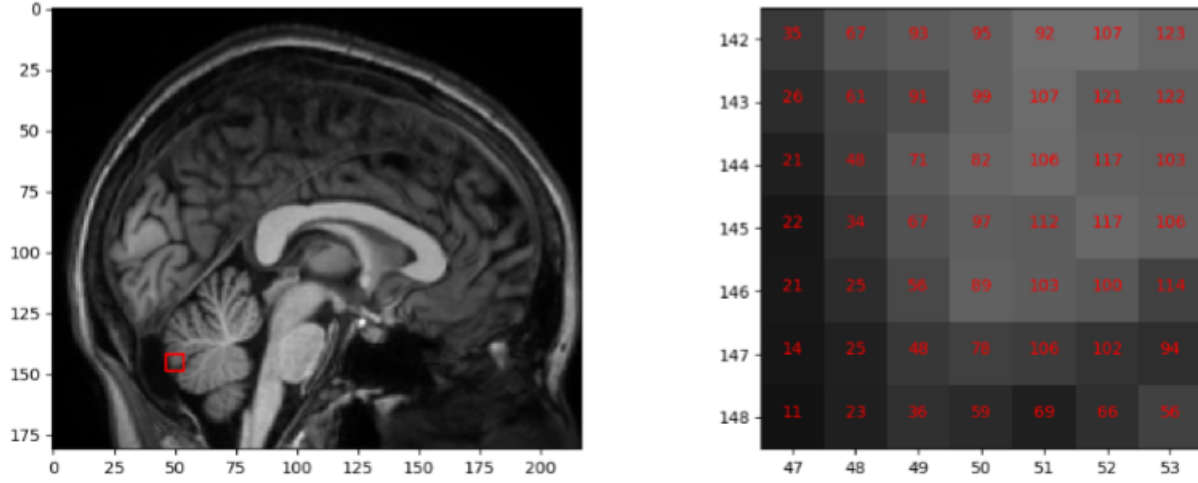 0
25
50
75
100
125
150
175
0 25 50 75 100 125 150 175 200
142 35 87 93 95 92 107 123
143 26 61 91 99 107 121 122
144 21 48 71 82 106 117 103
145 22 34 67 97 112 117 106
146 21 25 56 89 103 100 114
147 14 25 48 78 106 102 94
148 11 23 36 59 69 66 56
47 48 49 50 51 52 53